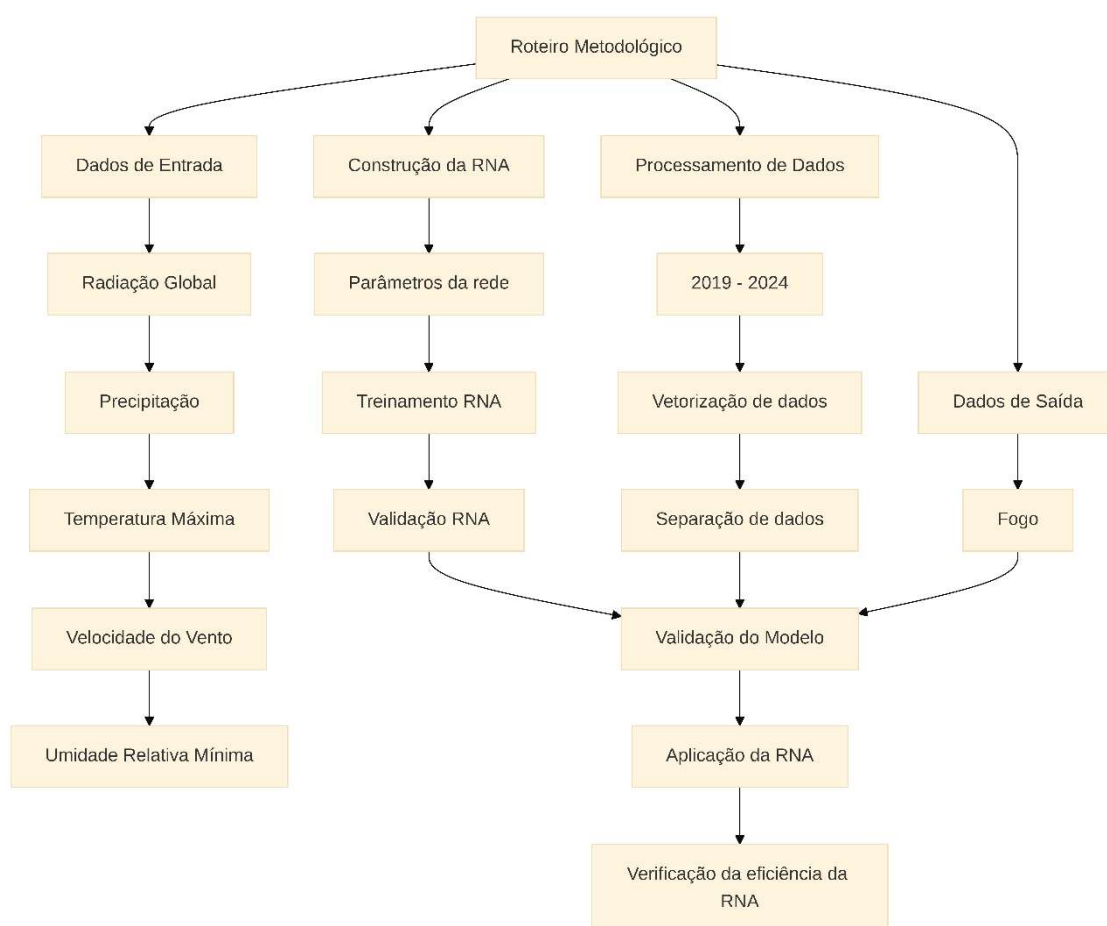 Roteiro Metodológico
Dados de Entrada
Construção da RNA
Processamento de Dados
Radiação Global
Parâmetros da rede
2019 - 2024
Precipitação
Treinamento RNA
Vetorização de dados
Dados de Saída
Temperatura Máxima
Validação RNA
Separação de dados
Fogo
Velocidade do Vento
Validação do Modelo
Umidade Relativa Mínima
Aplicação da RNA
Verificação da eficiência da
RNA